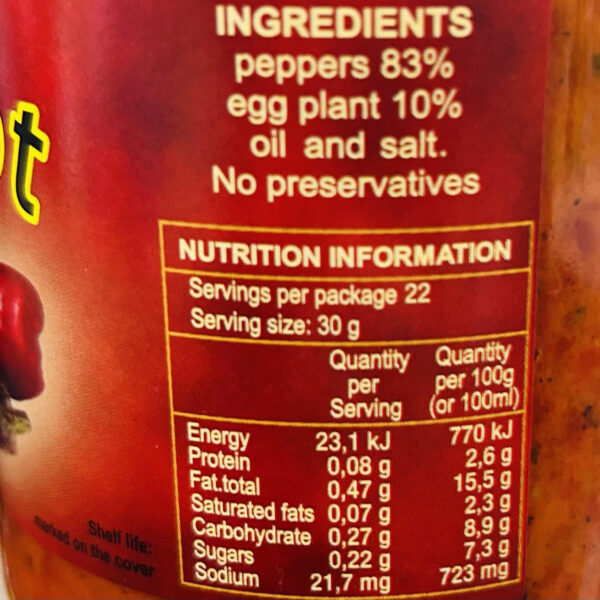 INGREDIENTS
peppers 83%
egg plant 10%
oil and salt.
No preservatives
t
NUTRITION INFORMATION
Servings per package 22
Serving size: 30 g
Quantity per Serving Quantity per 100g (or 100ml)
Energy 23,1 kJ 770 kJ
Protein 0,08 g 2,6 g
Fat.total 0,47 g 15,5 g
Saturated fats 0,07 g 2,3 g
Carbohydrate 0,27 g 8,9 g
Sugars 0,22 g 7,3 g
Sodium 21,7 mg 723 mg
Shelf life:
marked on the cover